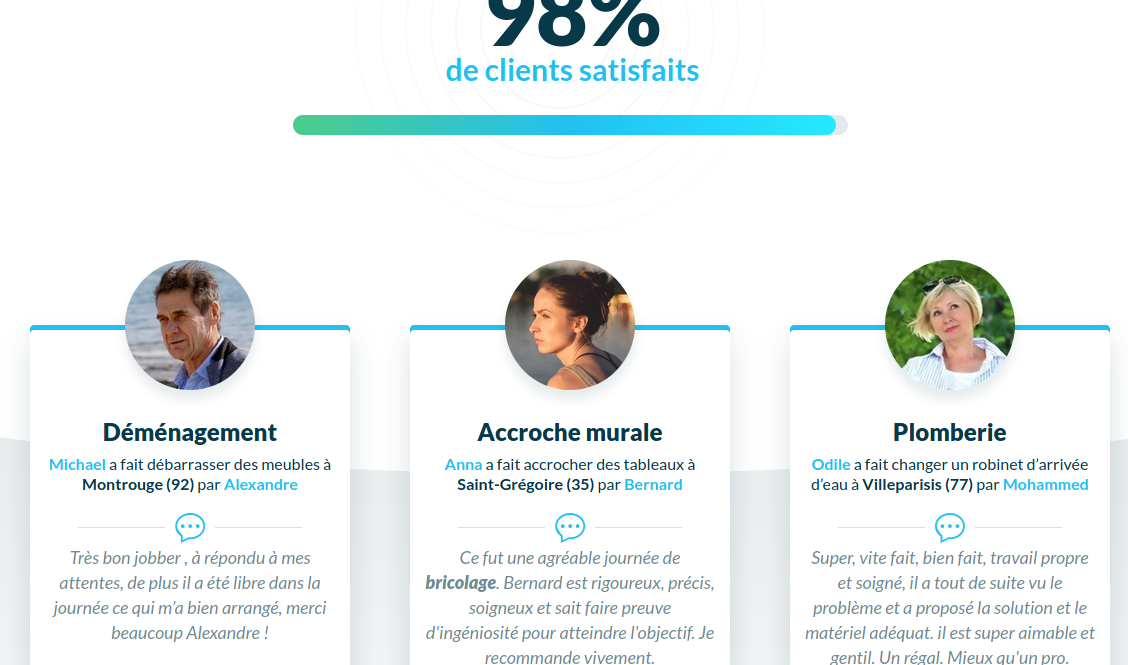 98%
de clients satisfaits
Déménagement
Michael a fait débarrasser des meubles à
Montrouge (92) par Alexandre
Très bon jobber , à répondu à mes
attentes, de plus il a été libre dans la
journée ce qui m'a bien arrangé, merci
beaucoup Alexandre !
Accroche murale
Anna a fait accrocher des tableaux à
Saint-Grégoire (35) par Bernard
Ce fut une agréable journée de
bricolage. Bernard est rigoureux, précis,
soigneux et sait faire preuve
d'ingéniosité pour atteindre l'objectif. Je
recommande vivement.
Plomberie
Odile a fait changer un robinet d’arrivée
d’eau à Villeparisis (77) par Mohammed
Super, vite fait, bien fait, travail propre
et soigné, il a tout de suite vu le
problème et a proposé la solution et le
matériel adéquat. il est super aimable et
gentil. Un régal. Mieux qu'un pro.